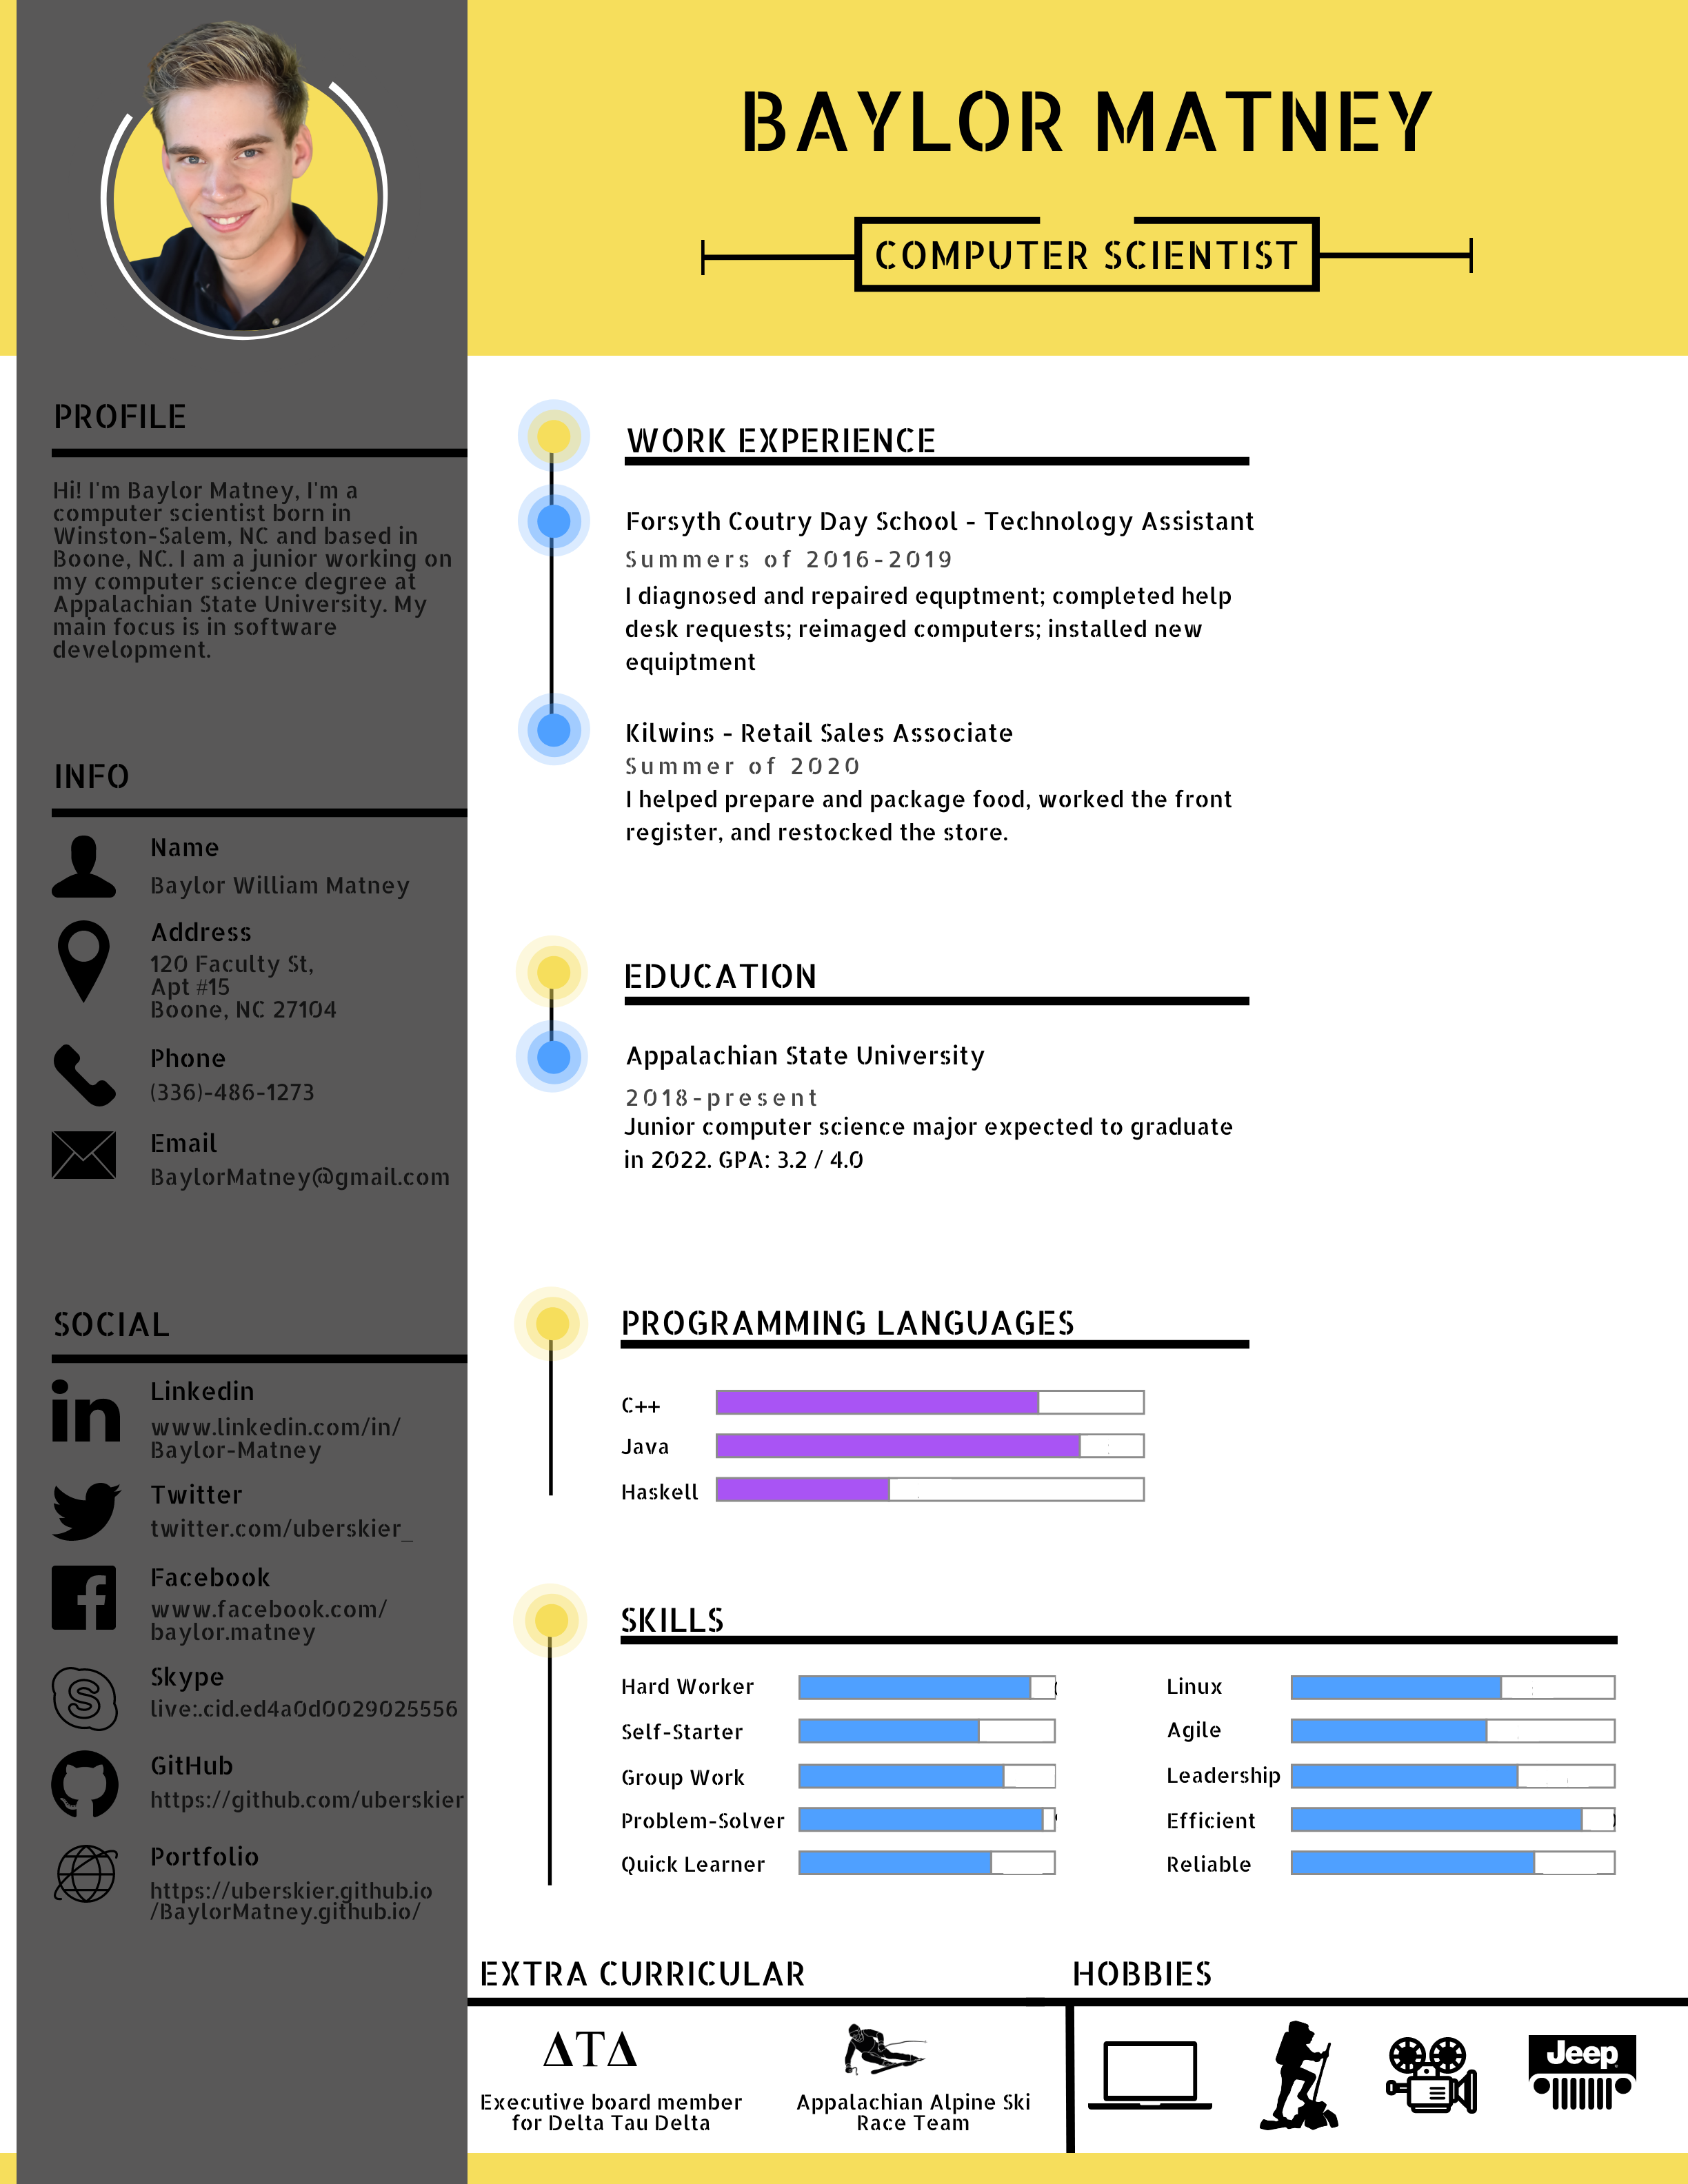 BAYLOR MATNEY
COMPUTER SCIENTIST
PROFILE
Hi! I'm Baylor Matney, I'm a
computer scientist born in
Winston-Salem, NC and based in
Boone, NC. I am a junior working on
my computer science degree at
Appalachian State University. My
main focus is in software
development.
INFO
Name
Baylor William Matney
Address
120 Faculty St,
Apt #15
Boone, NC 27104
Phone
(336)-486-1273
Email
BaylorMatney@gmail.com
SOCIAL
Linkedin
www.linkedin.com/in/
Baylor-Matney
Twitter
twitter.com/uberskier_
Facebook
www.facebook.com/
baylor.matney
Skype
live:.cid.ed4a0d0029025556
GitHub
https://github.com/uberskier
Portfolio
https://uberskier.github.io
/BaylorMatney.github.io/
WORK EXPERIENCE
Forsyth Coutry Day School - Technology Assistant
Summers of 2016-2019
I diagnosed and repaired equptment; completed help
desk requests; reimaged computers; installed new
equiptment
Kilwins - Retail Sales Associate
Summer of 2020
I helped prepare and package food, worked the front
register, and restocked the store.
EDUCATION
Appalachian State University
2018-present
Junior computer science major expected to graduate
in 2022. GPA: 3.2 / 4.0
PROGRAMMING LANGUAGES
C++
Java
Haskell
SKILLS
Hard Worker
Self-Starter
Group Work
Problem-Solver
Quick Learner
Linux
Agile
Leadership
Efficient
Reliable
EXTRA CURRICULAR
ΔΤΔ
Executive board member
for Delta Tau Delta
Appalachian Alpine Ski
Race Team
HOBBIES
Jeep